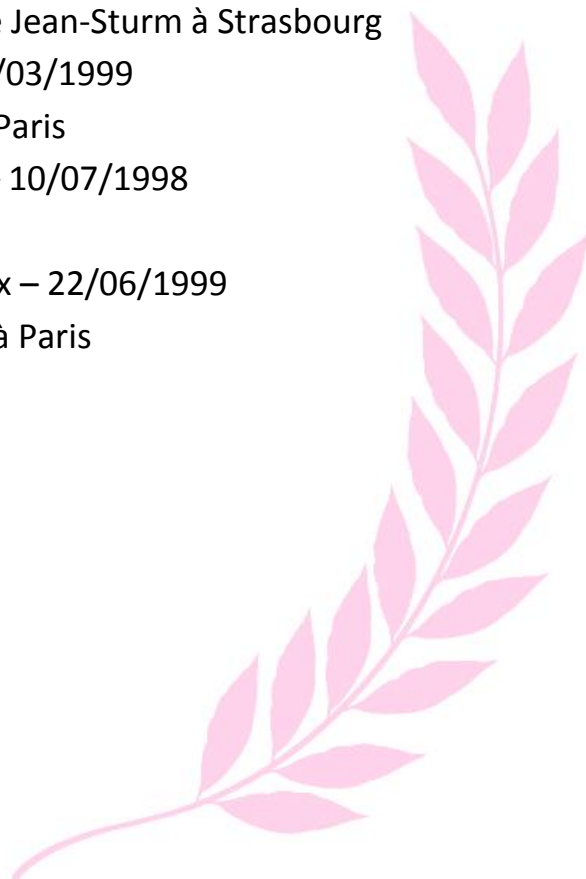 e Jean-Sturm à Strasbourg
/03/1999
Paris
10/07/1998
x – 22/06/1999
à Paris